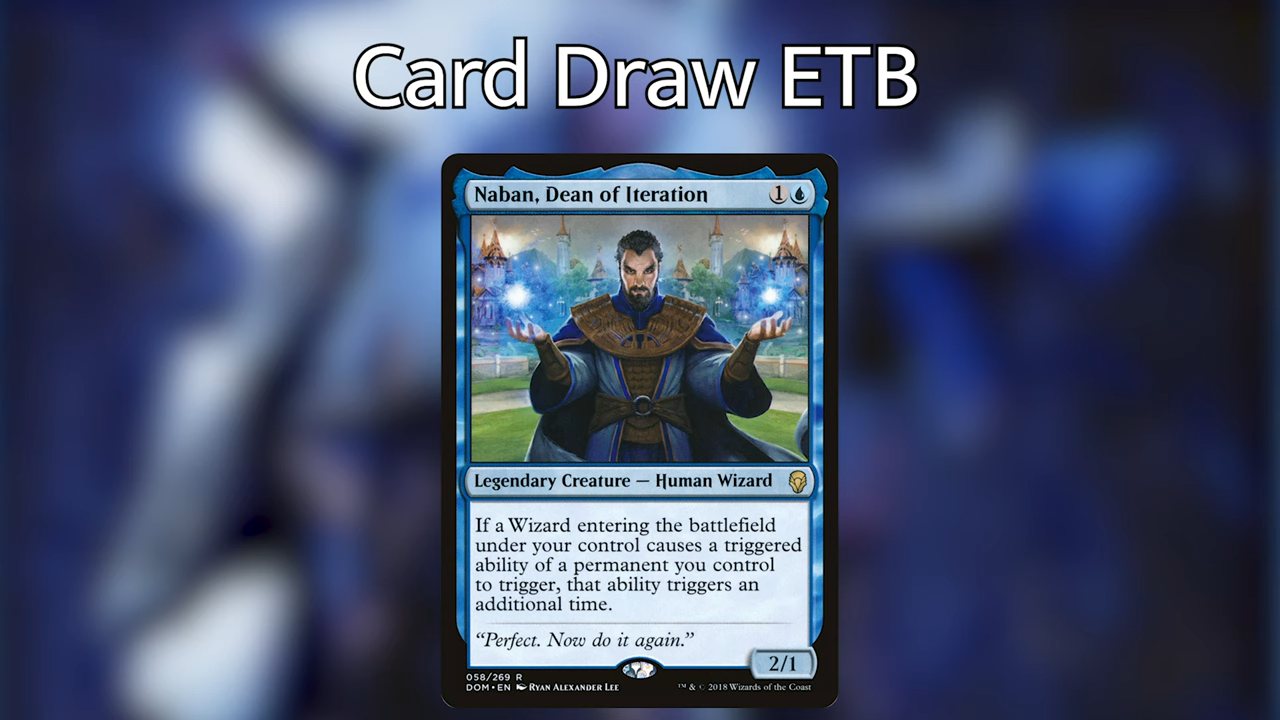 Card Draw ETB
Naban, Dean of Iteration 1
Legendary Creature — Human Wizard
If a Wizard entering the battlefield
under your control causes a triggered
ability of a permanent you control
to trigger, that ability triggers an
additional time.
“Perfect. Now do it again.”
2/1
058/269 R
DOM • EN Ryan Alexander Lee
™ & © 2018 Wizards of the Coast